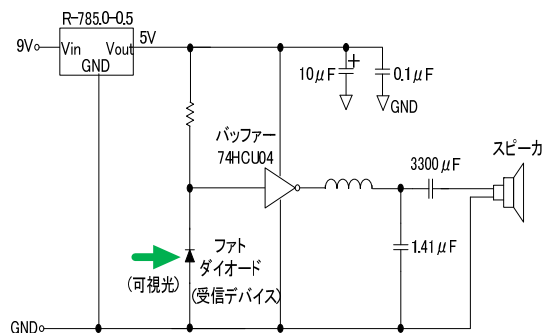 R-785.0-0.5
9V
Vin
Vout
GND
5V
10μF
+
0.1μF
GND
バッファー
74HCU04
3300μF
スピーカ
1.41μF
ファト
ダイオード
(受信デバイス)
(可視光)
GND